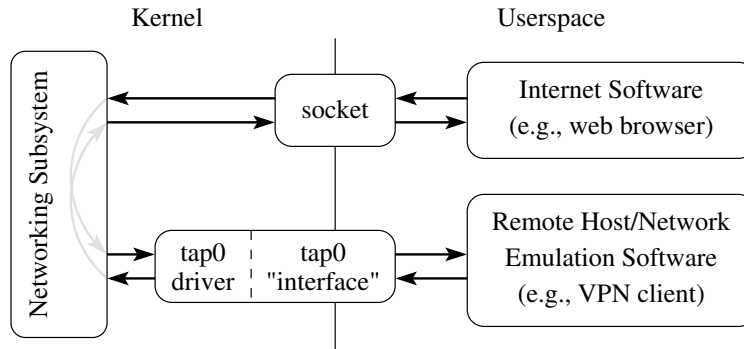 Kernel
Userspace
Networking Subsystem
socket
Internet Software
(e.g., web browser)
tap0
driver
tap0
"interface"
Remote Host/Network
Emulation Software
(e.g., VPN client)